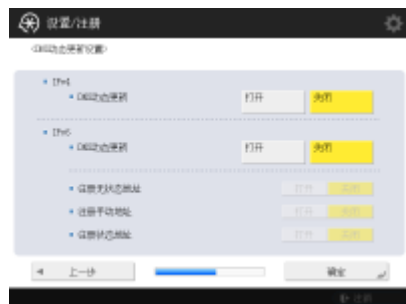 设置/注册
<DNS动态更新设置>
IPv4
DNS动态更新 打开 关闭
IPv6
DNS动态更新 打开 关闭
注册无状态地址 打开 关闭
注册手动地址 打开 关闭
注册状态地址 打开 关闭
上一步 确定
注册